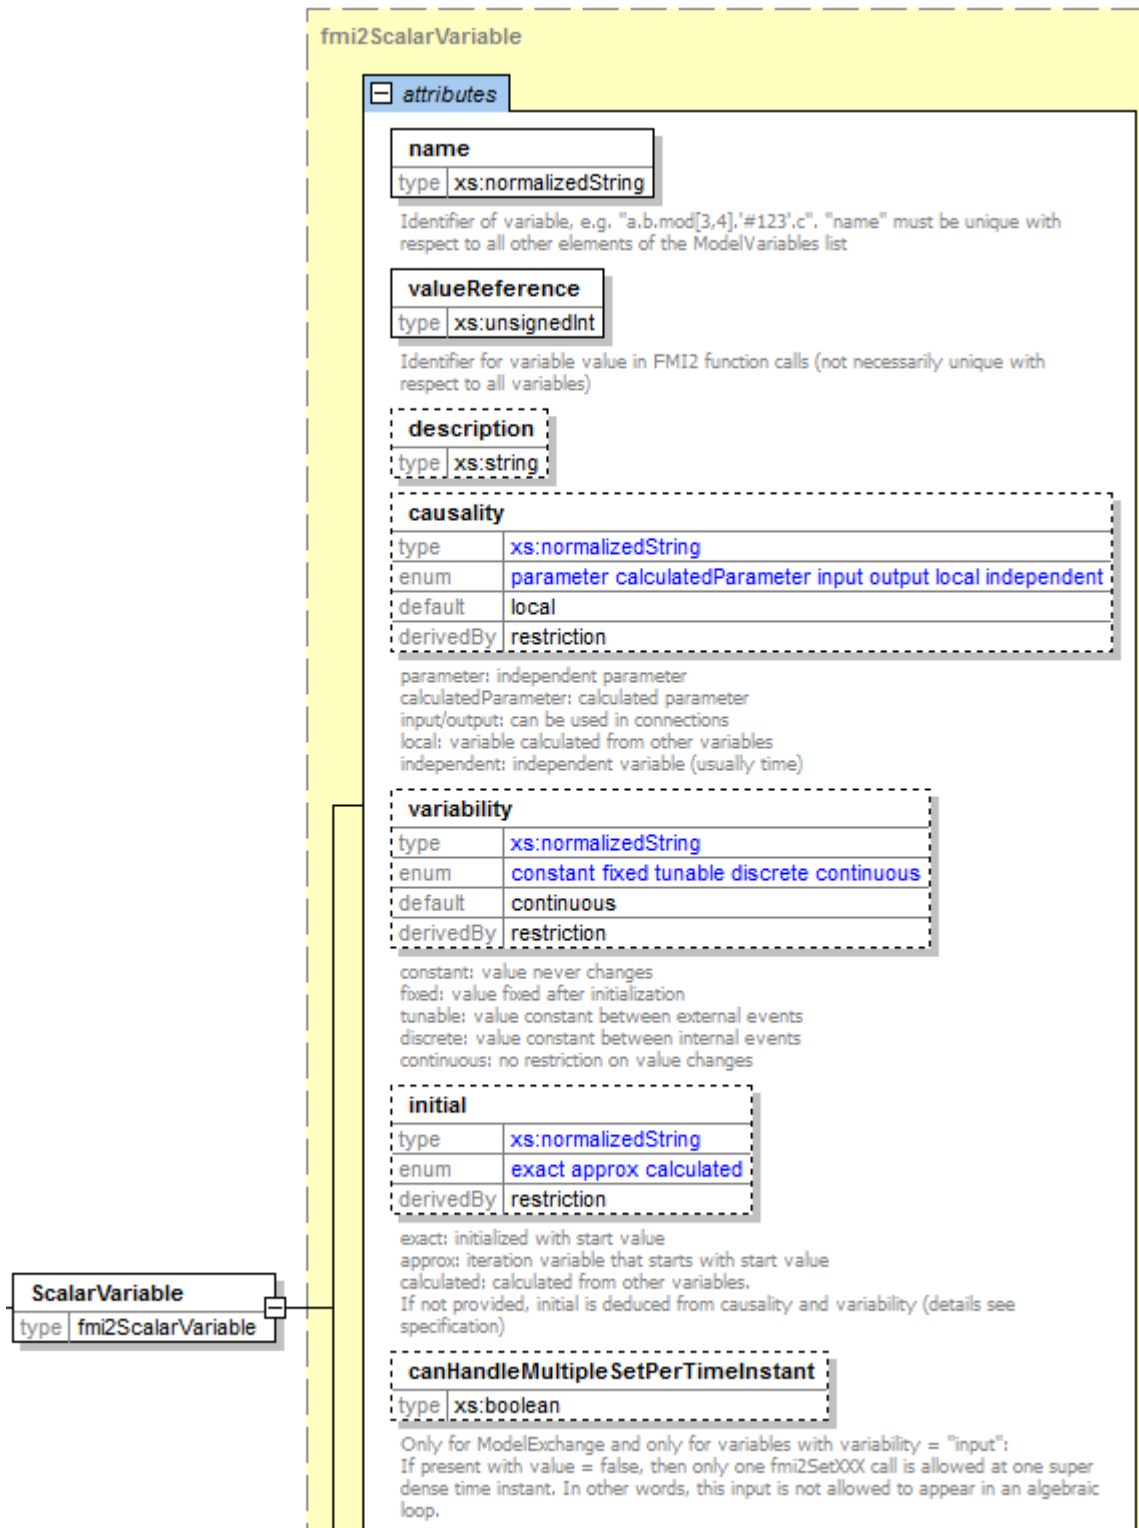 fmi2ScalarVariable
attributes
name
type xs:normalizedString
Identifier of variable, e.g. "a.b.mod[3,4].'#123'.c". "name" must be unique with
respect to all other elements of the ModelVariables list
valueReference
type xs:unsignedInt
Identifier for variable value in FMI2 function calls (not necessarily unique with
respect to all variables)
description
type xs:string
causality
type xs:normalizedString
enum parameter calculatedParameter input output local independent
default local
derivedBy restriction
parameter: independent parameter
calculatedParameter: calculated parameter
input/output: can be used in connections
local: variable calculated from other variables
independent: independent variable (usually time)
variability
type xs:normalizedString
enum constant fixed tunable discrete continuous
default continuous
derivedBy restriction
constant: value never changes
fixed: value fixed after initialization
tunable: value constant between external events
discrete: value constant between internal events
continuous: no restriction on value changes
initial
type xs:normalizedString
enum exact approx calculated
derivedBy restriction
exact: initialized with start value
approx: iteration variable that starts with start value
calculated: calculated from other variables.
If not provided, initial is deduced from causality and variability (details see
specification)
ScalarVariable
type fmi2ScalarVariable
canHandleMultipleSetPerTimeInstant
type xs:boolean
Only for ModelExchange and only for variables with variability = "input":
If present with value = false, then only one fmi2SetXXX call is allowed at one super
dense time instant. In other words, this input is not allowed to appear in an algebraic
loop.